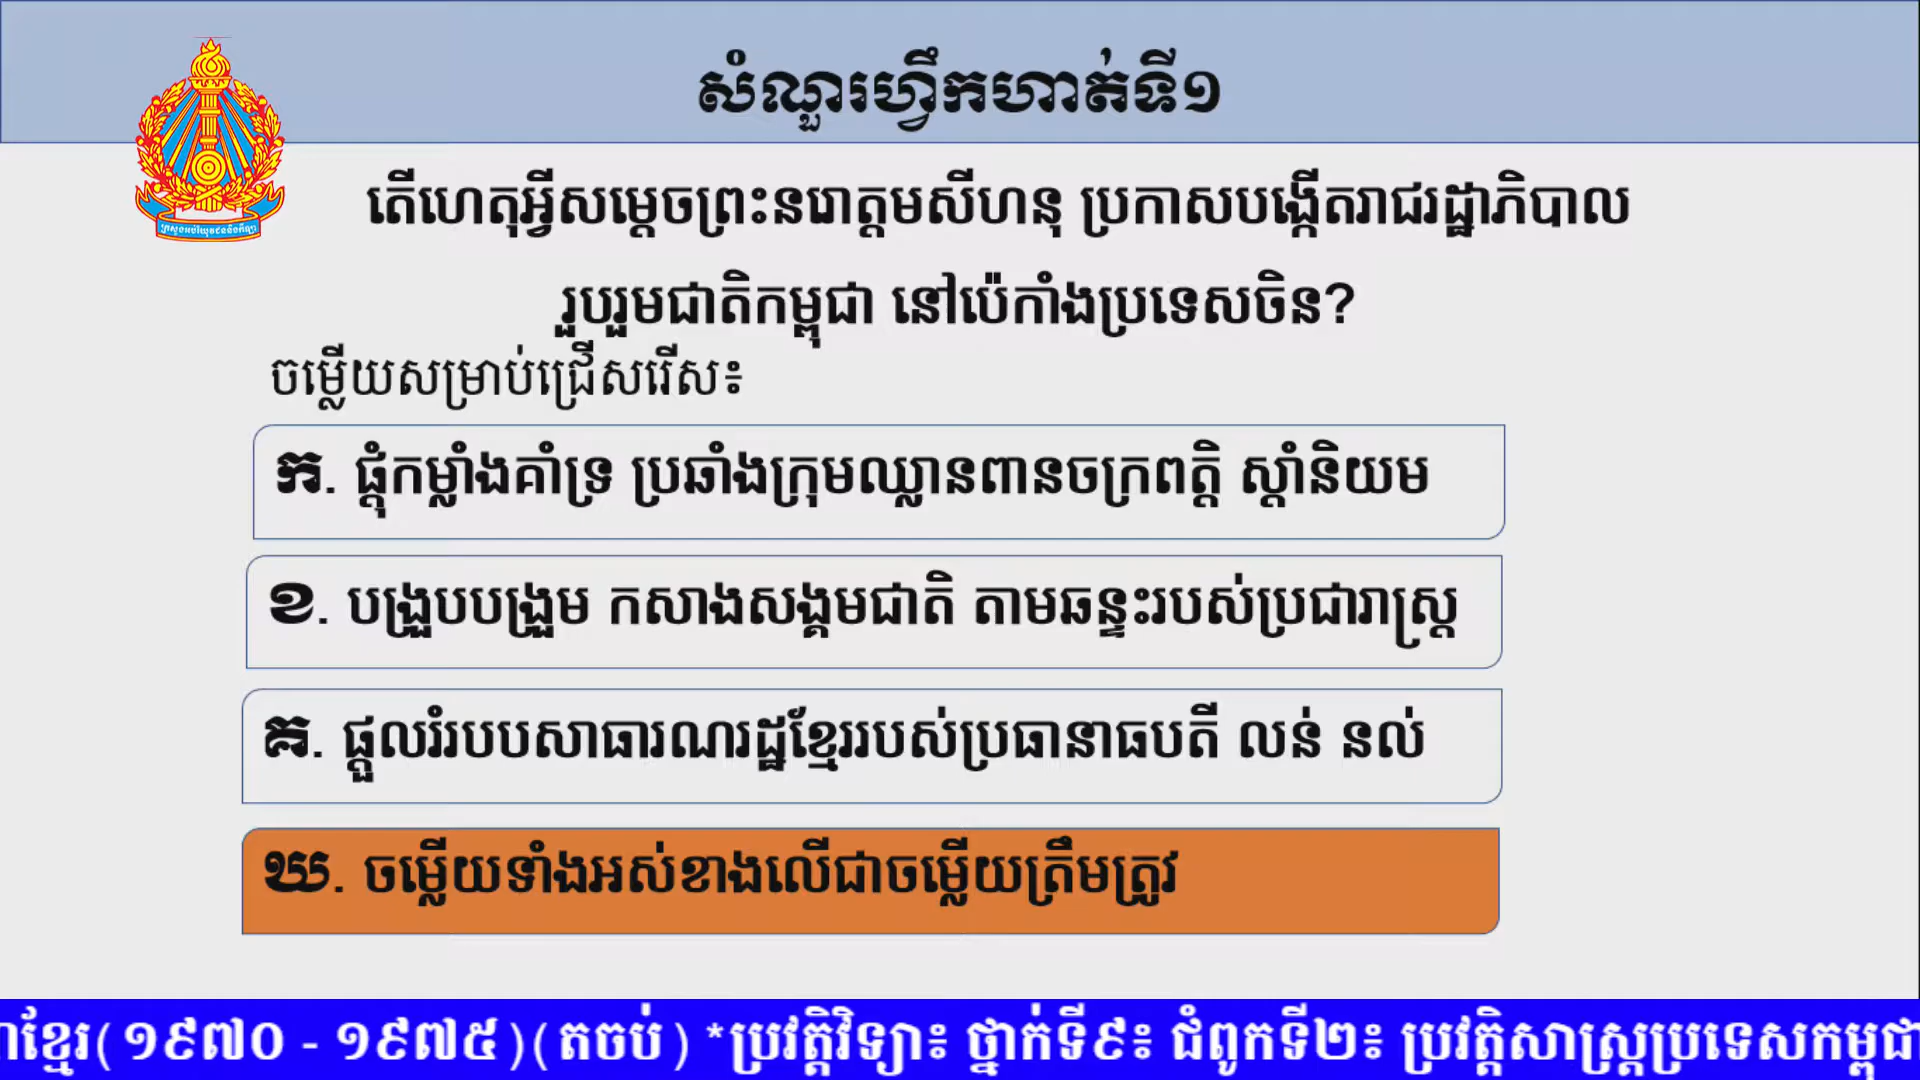 សំណួរហ្វឹកហាត់ទី១
តើហេតុអ្វីសម្តេចព្រះនរោត្តមសីហនុ ប្រកាសបង្កើតរាជរដ្ឋាភិបាល
រួបរួមជាតិកម្ពុជា នៅប៉េកាំងប្រទេសចិន?
ចម្លើយសម្រាប់ជ្រើសរើស៖
ក. ផ្តុំកម្លាំងគាំទ្រ ប្រឆាំងក្រុមឈ្លានពានចក្រពត្តិ ស្តាំនិយម
ខ. បង្រួបបង្រួម កសាងសង្គមជាតិ តាមឆន្ទះរបស់ប្រជារាស្ត្រ
គ. ផ្តួលរំរបបសាធារណរដ្ឋខ្មែររបស់ប្រធានាធបតី លន់ នល់
ឃ. ចម្លើយទាំងអស់ខាងលើជាចម្លើយត្រឹមត្រូវ
ខ្មែរ(១៩៧០ - ១៩៧៥)(តចប់) *ប្រវត្តិវិទ្យា៖ ថ្នាក់ទី៩៖ ជំពូកទី២៖ ប្រវត្តិសាស្ត្រប្រទេសកម្ពុជា